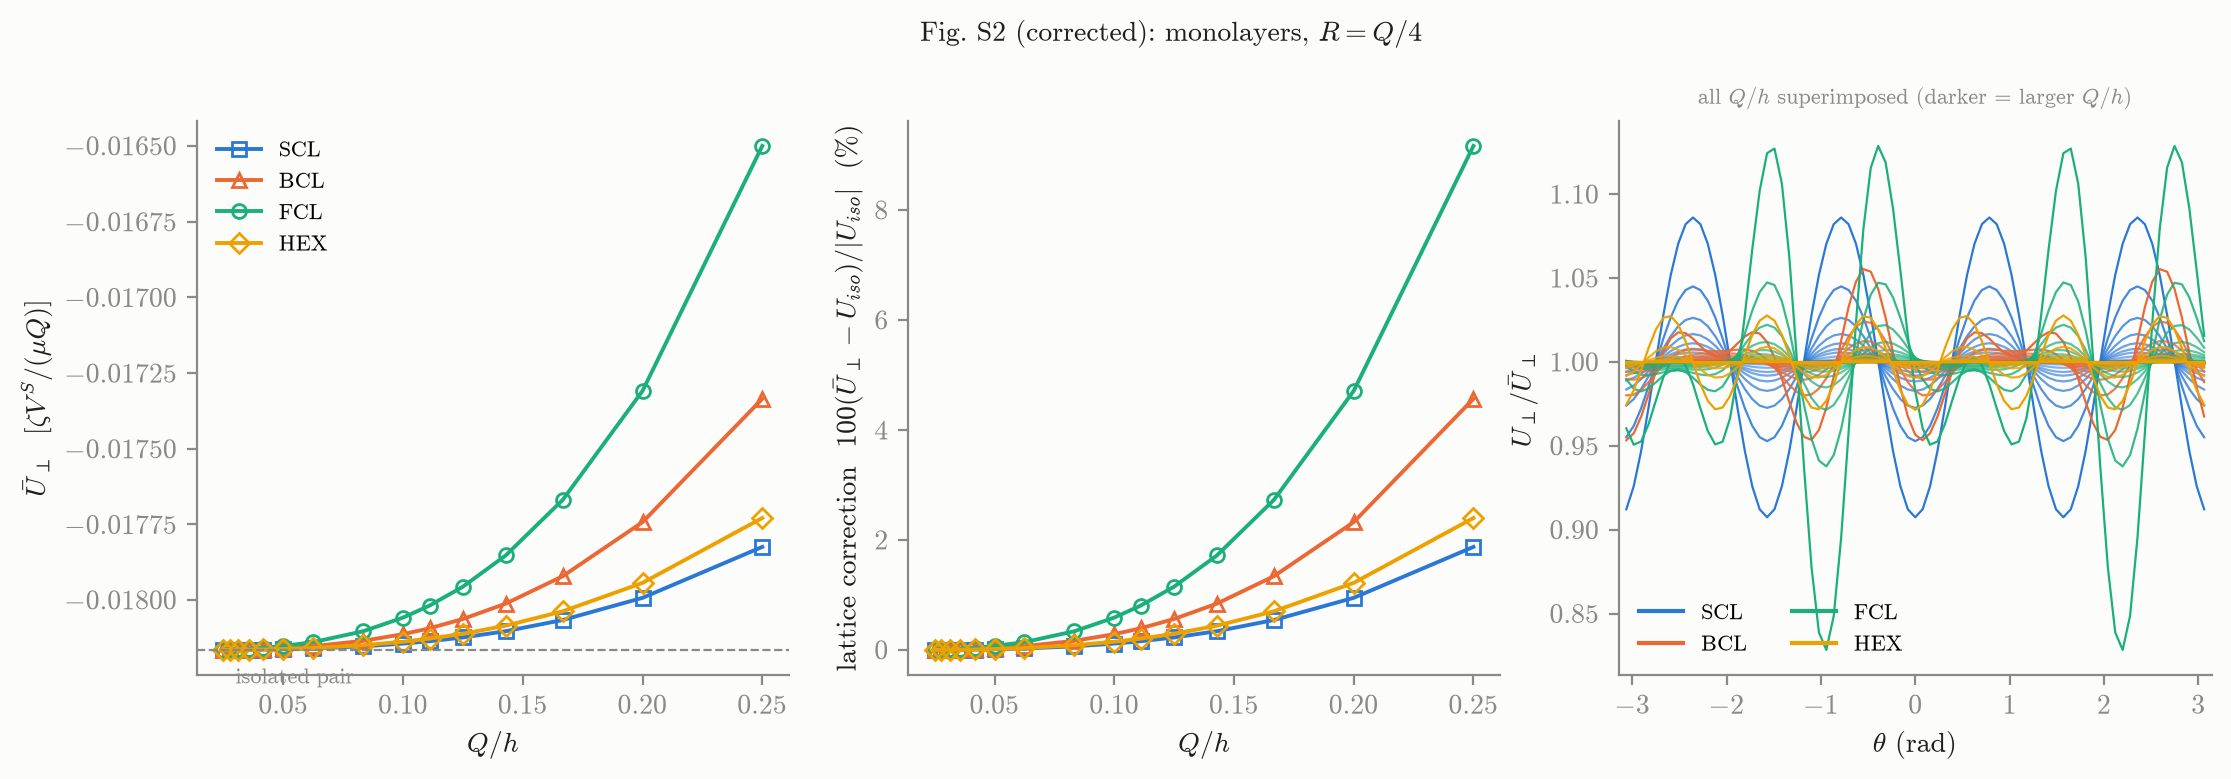 Fig. S2 (corrected): monolayers, R = Q/4
Ū⊥ [ζV^S/(μQ)]
−0.01650
−0.01675
−0.01700
−0.01725
−0.01750
−0.01775
−0.01800
SCL
BCL
FCL
HEX
isolated pair
0.05
0.10
0.15
0.20
0.25
Q/h
lattice correction 100(Ū⊥ − U_iso)/|U_iso| (%)
8
6
4
2
0
0.05
0.10
0.15
0.20
0.25
Q/h
all Q/h superimposed (darker = larger Q/h)
U⊥/Ū⊥
1.10
1.05
1.00
0.95
0.90
0.85
SCL
BCL
FCL
HEX
−3
−2
−1
0
1
2
3
θ (rad)